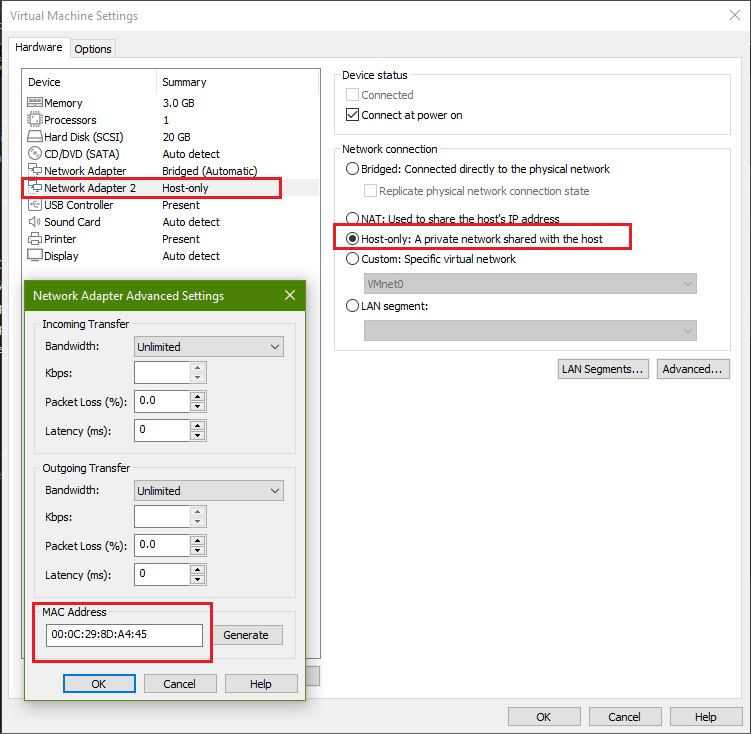 Virtual Machine Settings
Hardware Options
Device Summary
Memory 3.0 GB
Processors 1
Hard Disk (SCSI) 20 GB
CD/DVD (SATA) Auto detect
Network Adapter Bridged (Automatic)
Network Adapter 2 Host-only
USB Controller Present
Sound Card Auto detect
Printer Present
Display Auto detect
Device status
Connected
Connect at power on
Network connection
Bridged: Connected directly to the physical network
Replicate physical network connection state
NAT: Used to share the host's IP address
Host-only: A private network shared with the host
Custom: Specific virtual network
VMnet0
LAN segment:
LAN Segments... Advanced...
Network Adapter Advanced Settings
Incoming Transfer
Bandwidth: Unlimited
Kbps:
Packet Loss (%): 0.0
Latency (ms): 0
Outgoing Transfer
Bandwidth: Unlimited
Kbps:
Packet Loss (%): 0.0
Latency (ms): 0
MAC Address
00:0C:29:8D:A4:45 Generate
OK Cancel Help
OK Cancel Help